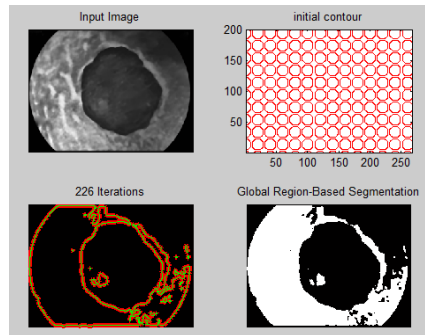 Input Image
initial contour
200
150
100
50
50 100 150 200 250
226 Iterations
Global Region-Based Segmentation